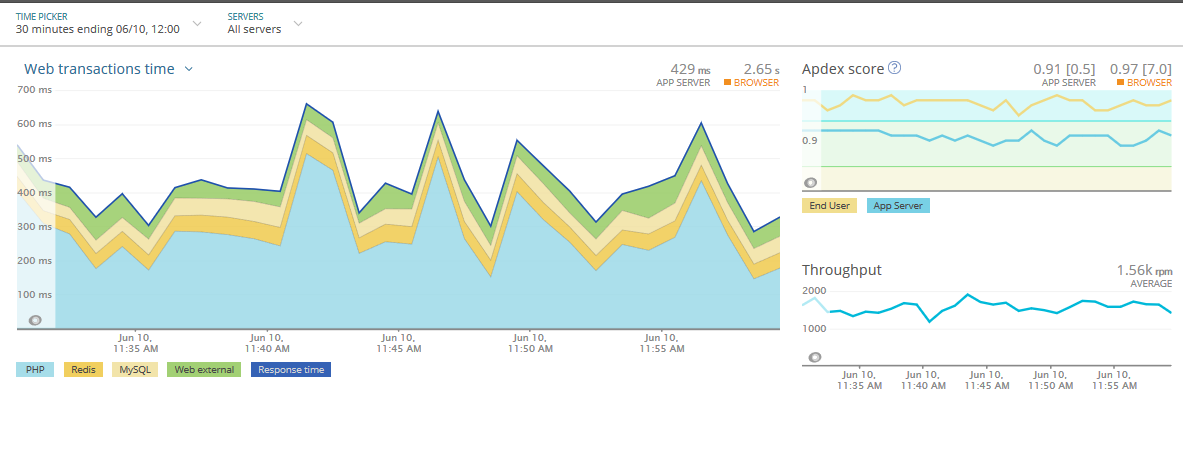 TIME PICKER
30 minutes ending 06/10, 12:00
SERVERS
All servers
Web transactions time
429 ms
APP SERVER
2.65 s
BROWSER
700 ms
600 ms
500 ms
400 ms
300 ms
200 ms
100 ms
Jun 10,
11:35 AM
Jun 10,
11:40 AM
Jun 10,
11:45 AM
Jun 10,
11:50 AM
Jun 10,
11:55 AM
PHP
Redis
MySQL
Web external
Response time
Apdex score ?
0.91 [0.5]
APP SERVER
0.97 [7.0]
BROWSER
1
0.9
End User
App Server
Throughput
1.56k rpm
AVERAGE
2000
1000
Jun 10,
11:35 AM
Jun 10,
11:40 AM
Jun 10,
11:45 AM
Jun 10,
11:50 AM
Jun 10,
11:55 AM